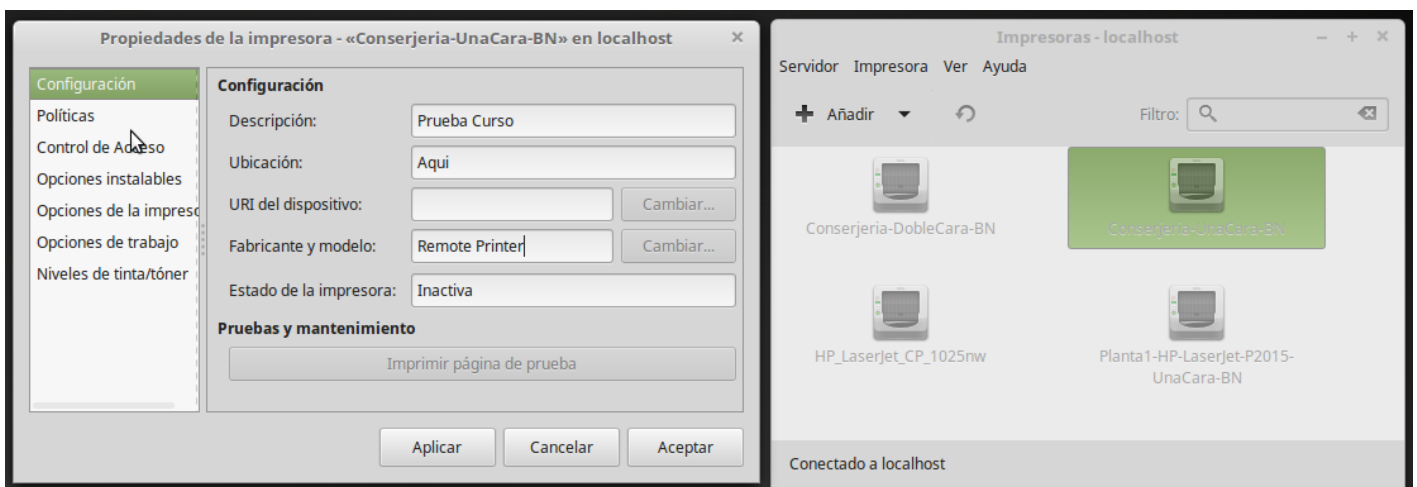 Propiedades de la impresora - «Conserjeria-UnaCara-BN» en localhost
Configuración
Políticas
Control de Acceso
Opciones instalables
Opciones de la impreso
Opciones de trabajo
Niveles de tinta/tóner
Configuración
Descripción: Prueba Curso
Ubicación: Aqui
URI del dispositivo: Cambiar...
Fabricante y modelo: Remote Printer Cambiar...
Estado de la impresora: Inactiva
Pruebas y mantenimiento
Imprimir página de prueba
Aplicar Cancelar Aceptar
Impresoras - localhost
Servidor Impresora Ver Ayuda
Añadir Filtro:
Conserjeria-DobleCara-BN Conserjeria-UnaCara-BN
HP_LaserJet_CP_1025nw Planta1-HP-LaserJet-P2015-
UnaCara-BN
Conectado a localhost